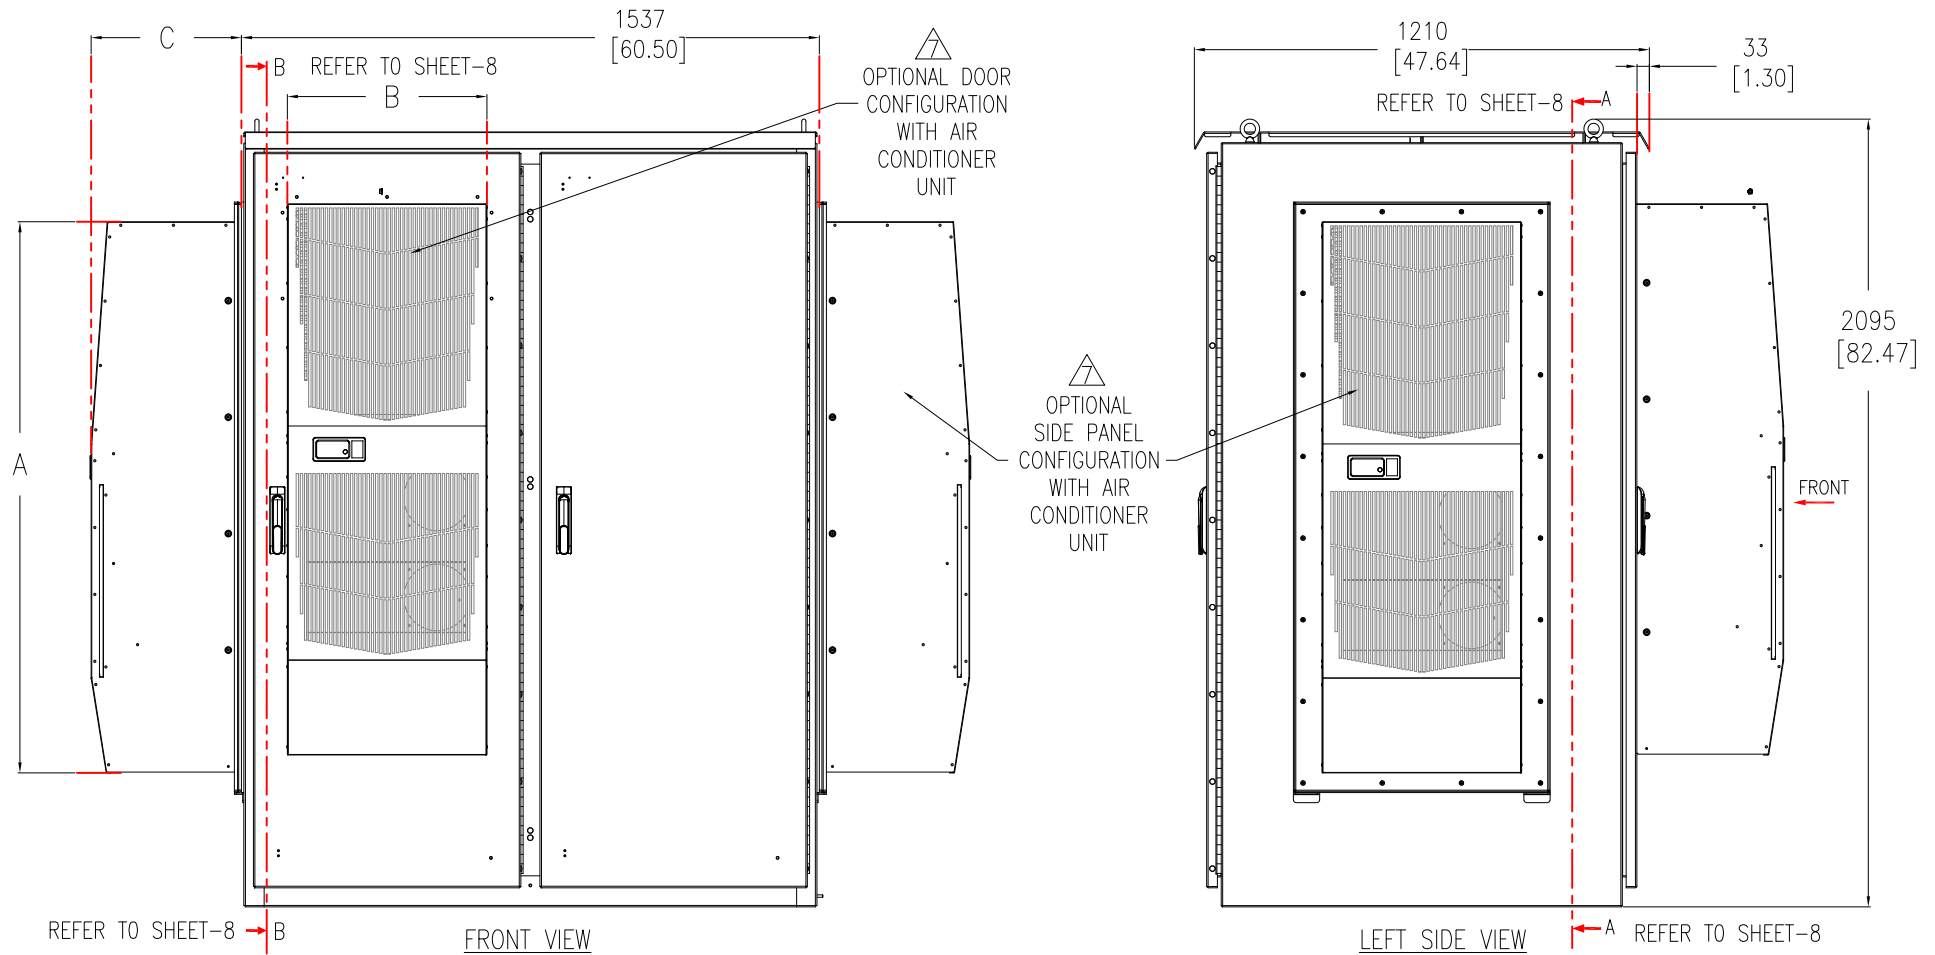 C
1537
[60.50]
B REFER TO SHEET-8
B
7
OPTIONAL DOOR
CONFIGURATION
WITH AIR
CONDITIONER
UNIT
1210
[47.64]
33
[1.30]
REFER TO SHEET-8 A
2095
[82.47]
A
7
OPTIONAL
SIDE PANEL
CONFIGURATION
WITH AIR
CONDITIONER
UNIT
FRONT
REFER TO SHEET-8 B
FRONT VIEW
LEFT SIDE VIEW
A REFER TO SHEET-8